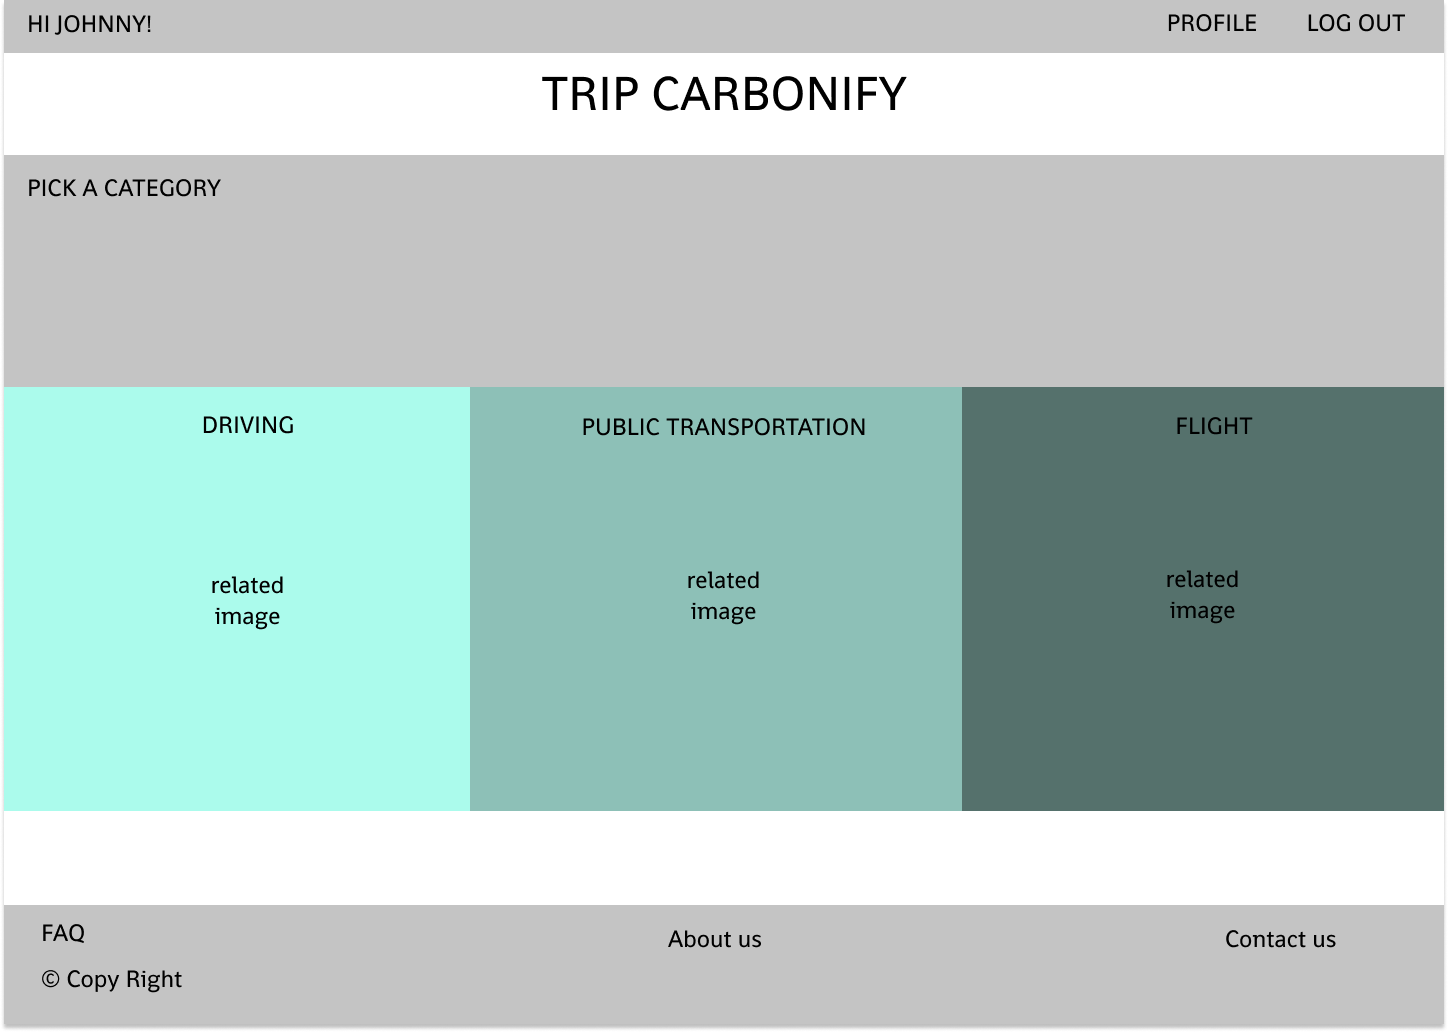 HI JOHNNY!
PROFILE
LOG OUT
TRIP CARBONIFY
PICK A CATEGORY
DRIVING
PUBLIC TRANSPORTATION
FLIGHT
related
image
related
image
related
image
FAQ
About us
Contact us
© Copy Right